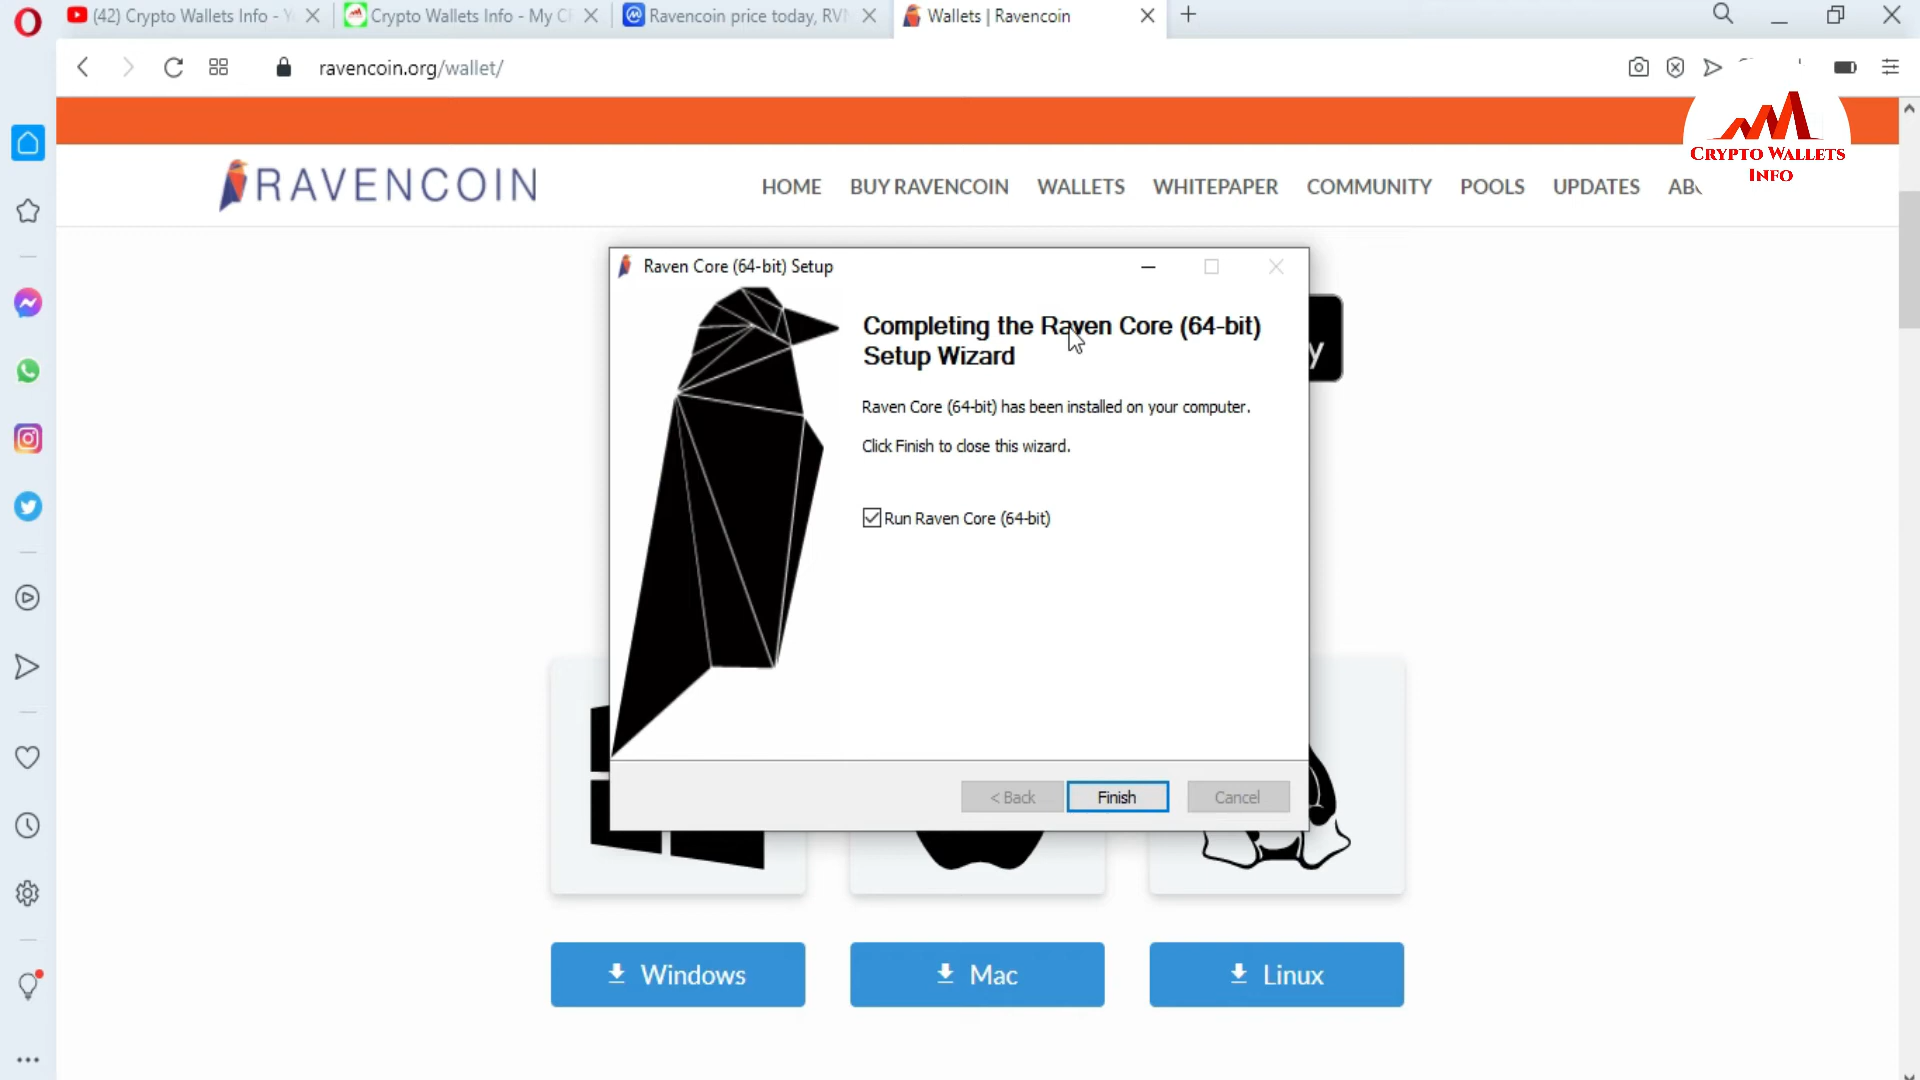 (42) Crypto Wallets Info - Y
Crypto Wallets Info - My C
Ravencoin price today, RVN
Wallets | Ravencoin
ravencoin.org/wallet/
CRYPTO WALLETS
INFO
RAVENCOIN
HOME
BUY RAVENCOIN
WALLETS
WHITEPAPER
COMMUNITY
POOLS
UPDATES
Raven Core (64-bit) Setup
Completing the Raven Core (64-bit)
Setup Wizard
y
Raven Core (64-bit) has been installed on your computer.
Click Finish to close this wizard.
Run Raven Core (64-bit)
< Back
Finish
Cancel
Windows
Mac
Linux